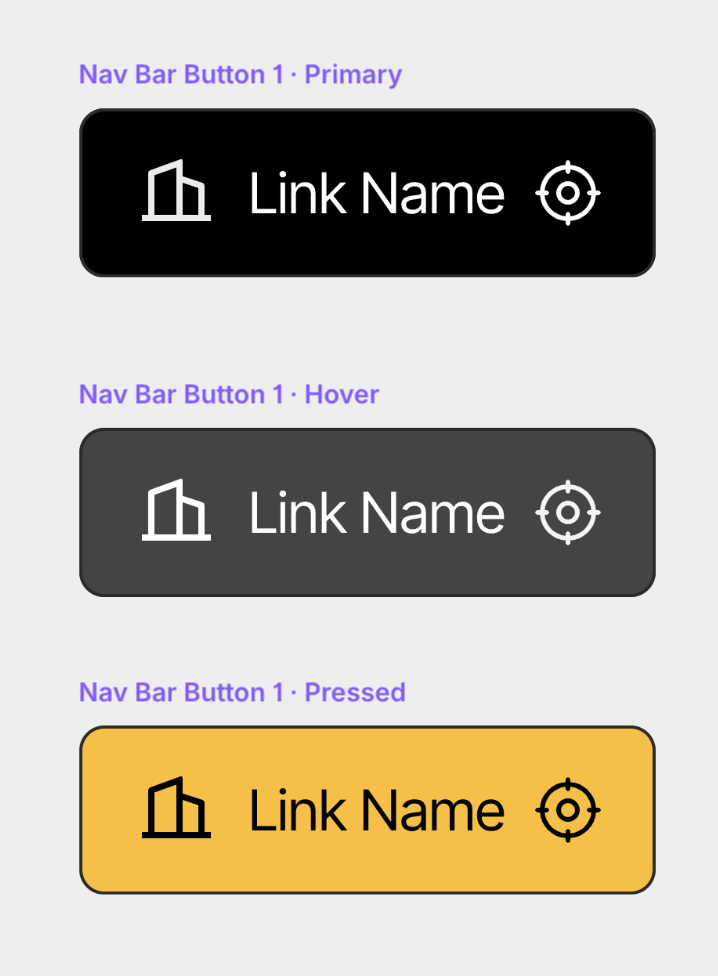 Nav Bar Button 1 · Primary
Link Name
Nav Bar Button 1 · Hover
Link Name
Nav Bar Button 1 · Pressed
Link Name